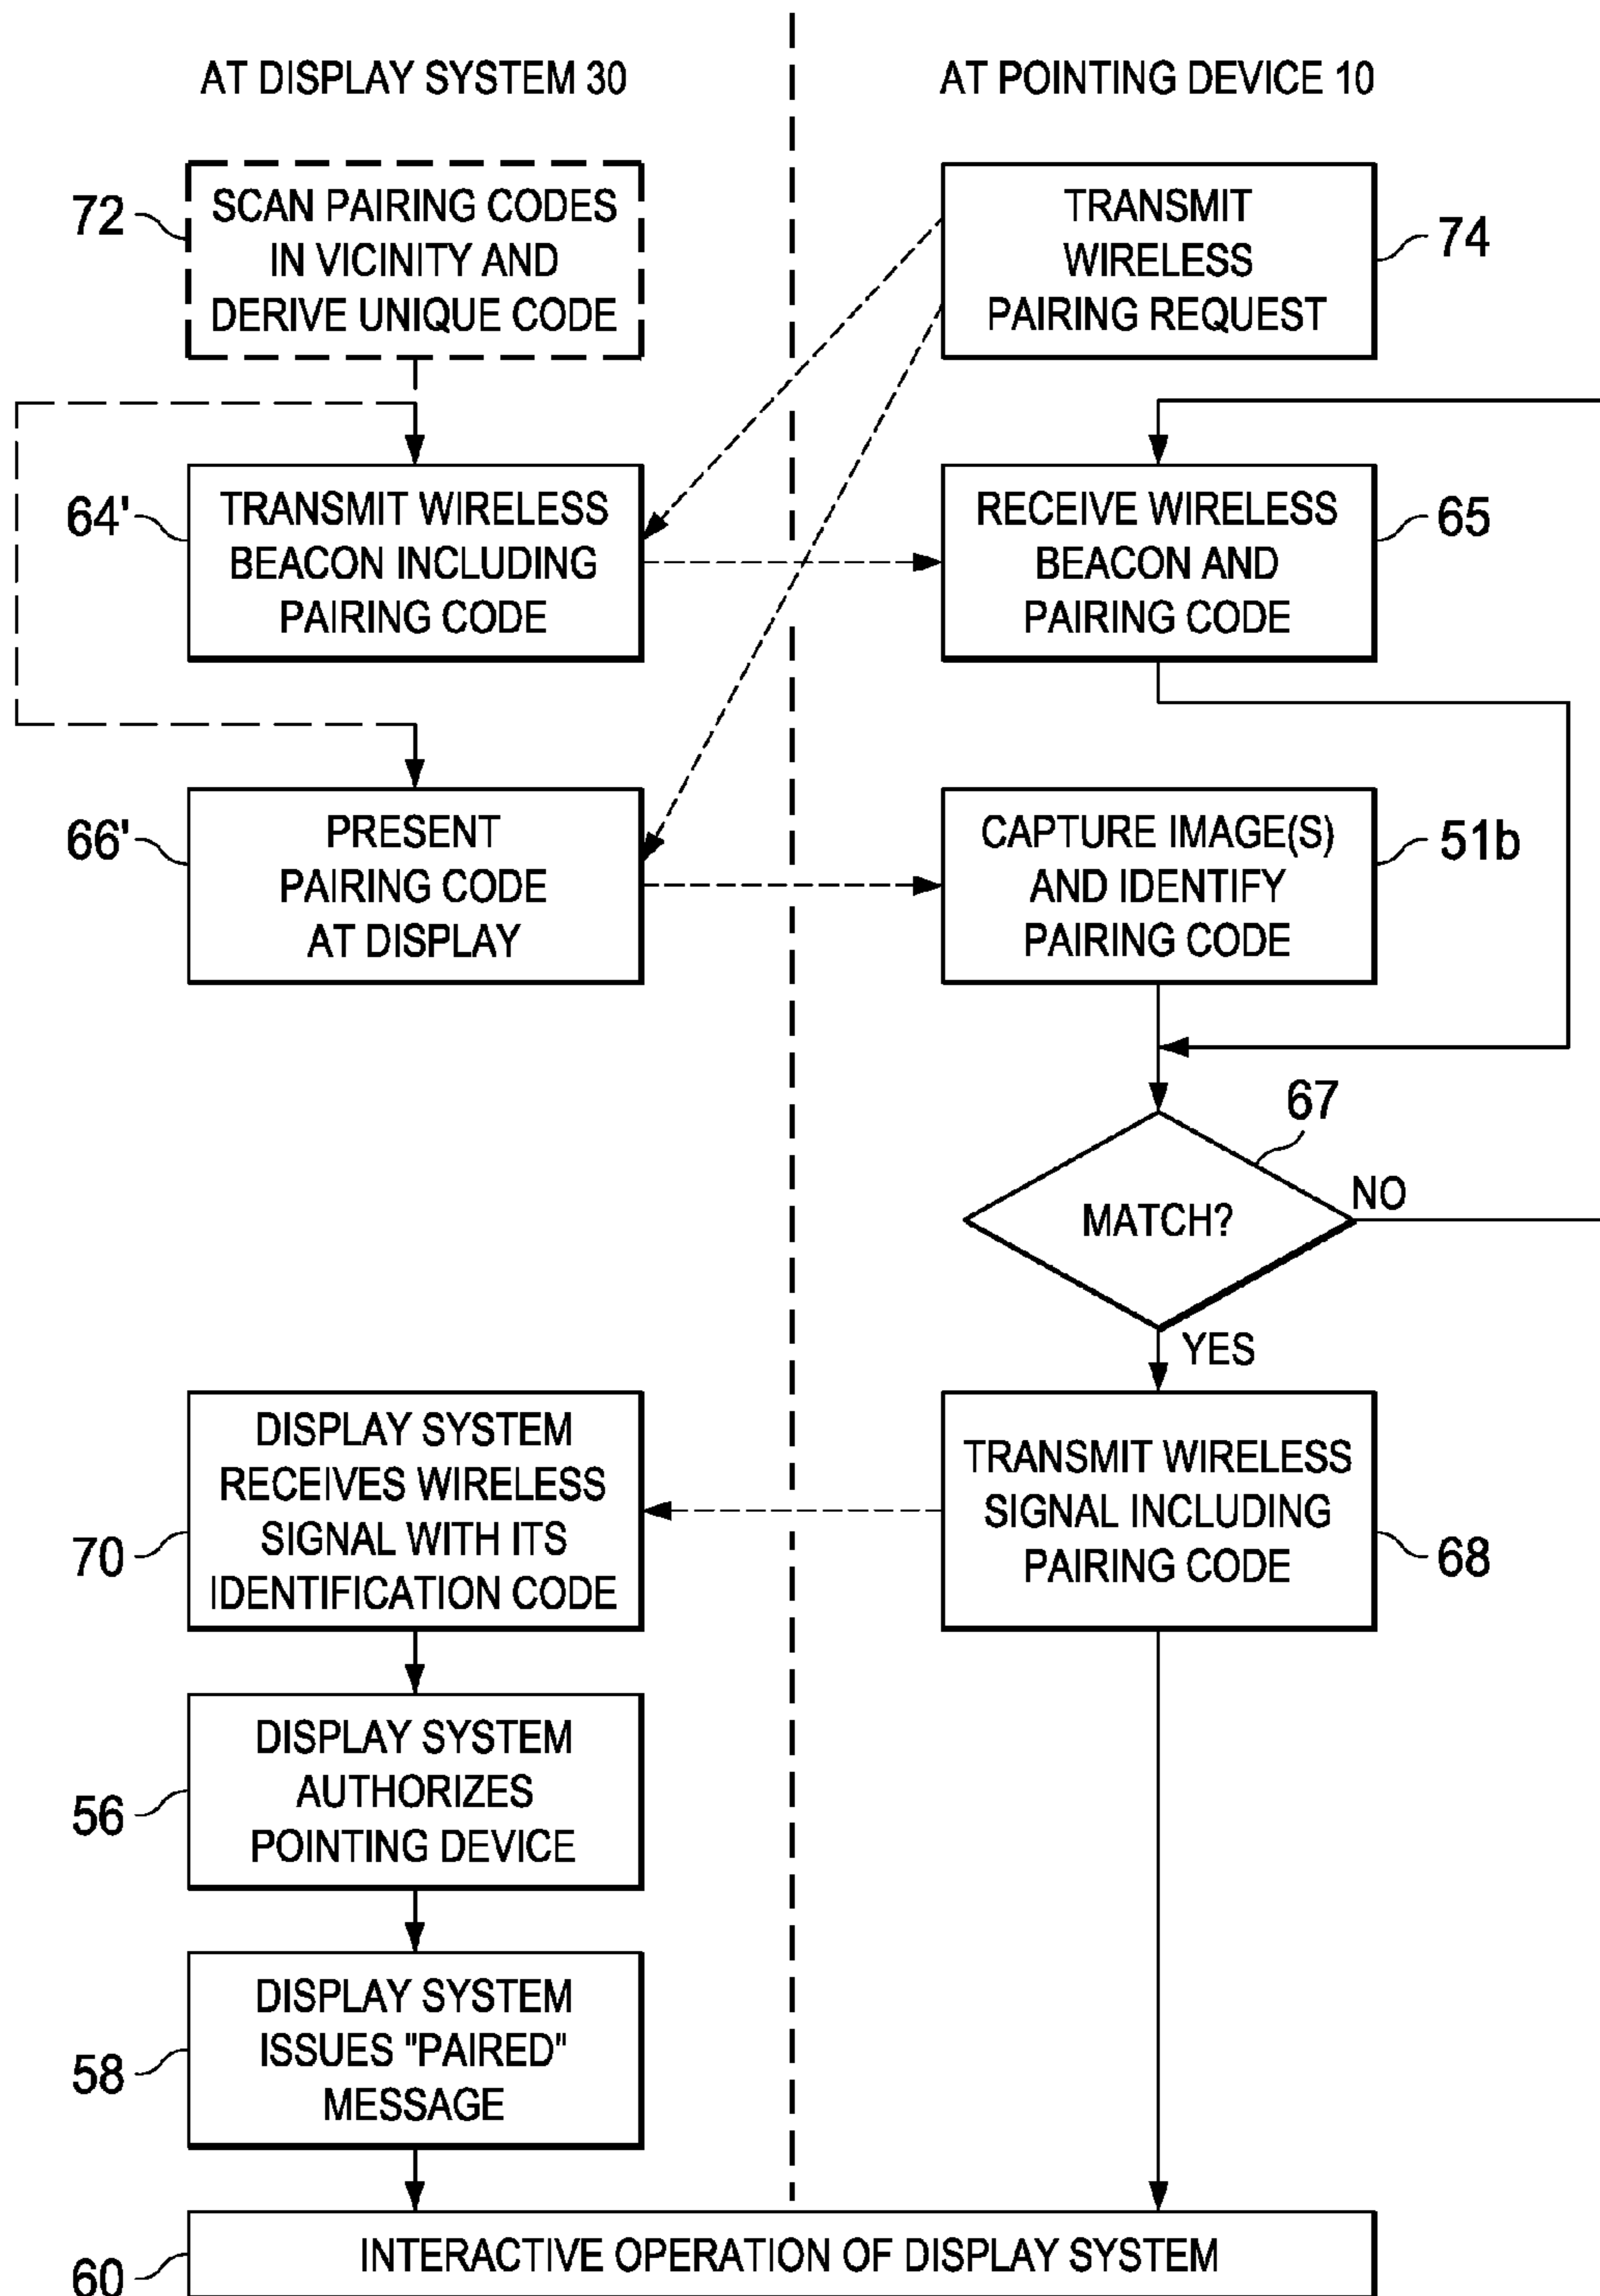 AT DISPLAY SYSTEM 30
AT POINTING DEVICE 10
72
SCAN PAIRING CODES
IN VICINITY AND
DERIVE UNIQUE CODE
TRANSMIT
WIRELESS
PAIRING REQUEST
74
64'
TRANSMIT WIRELESS
BEACON INCLUDING
PAIRING CODE
RECEIVE WIRELESS
BEACON AND
PAIRING CODE
65
66'
PRESENT
PAIRING CODE
AT DISPLAY
CAPTURE IMAGE(S)
AND IDENTIFY
PAIRING CODE
51b
67
MATCH?
NO
YES
70
DISPLAY SYSTEM
RECEIVES WIRELESS
SIGNAL WITH ITS
IDENTIFICATION CODE
TRANSMIT WIRELESS
SIGNAL INCLUDING
PAIRING CODE
68
56
DISPLAY SYSTEM
AUTHORIZES
POINTING DEVICE
58
DISPLAY SYSTEM
ISSUES "PAIRED"
MESSAGE
60
INTERACTIVE OPERATION OF DISPLAY SYSTEM